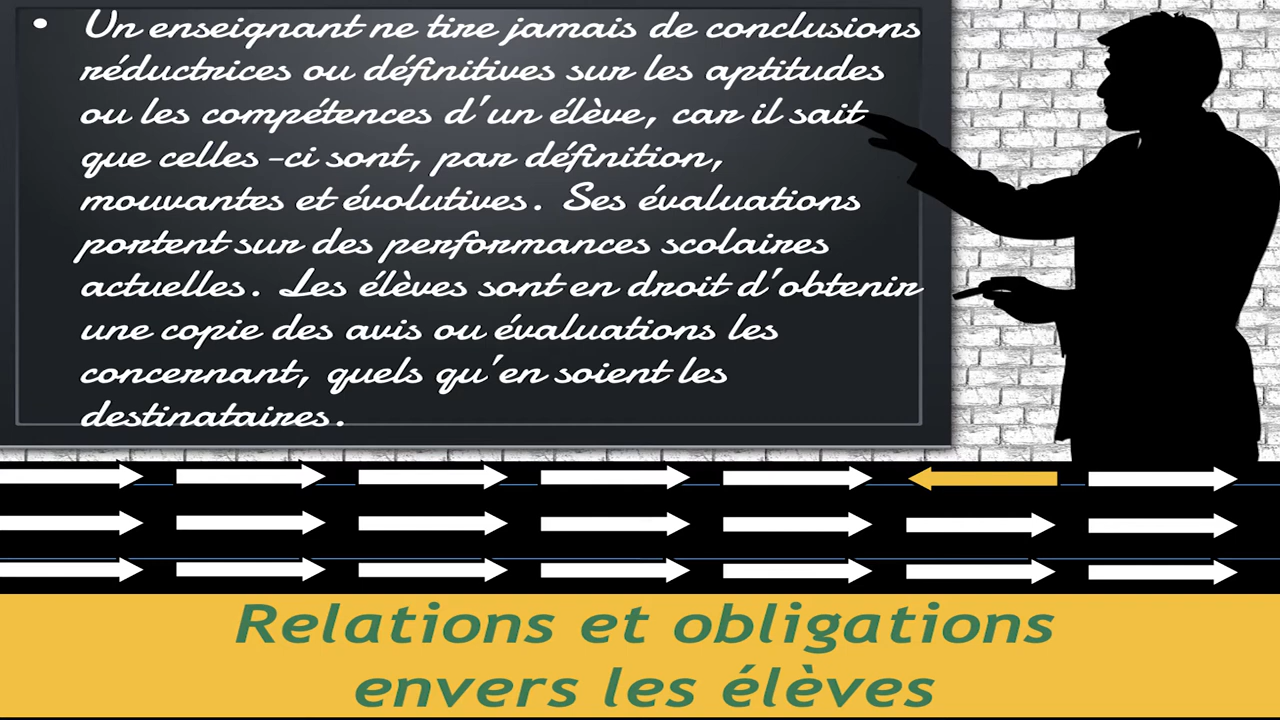 • Un enseignant ne tire jamais de conclusions
réductrices ou définitives sur les aptitudes
ou les compétences d'un élève, car il sait
que celles -ci sont, par définition,
mouvantes et évolutives. Ses évaluations
portent sur des performances scolaires
actuelles. Les élèves sont en droit d'obtenir
une copie des avis ou évaluations les
concernant, quels qu'en soient les
destinataires.
Relations et obligations
envers les élèves